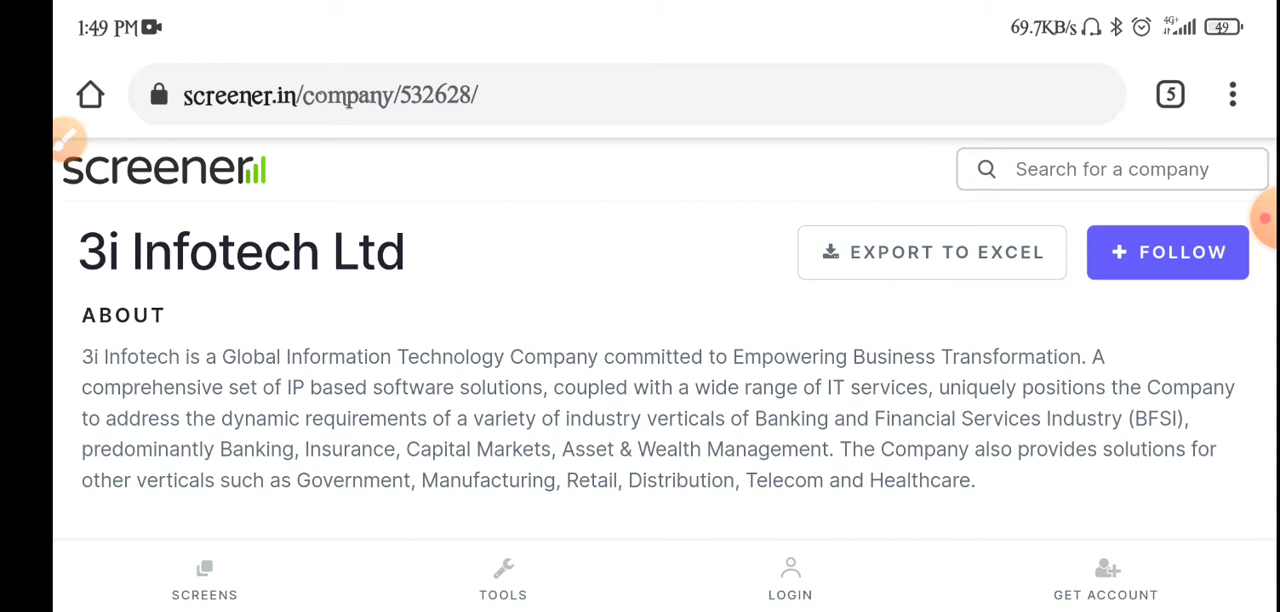 1:49 PM
69.7KB/s 4G+ 49
screener.in/company/532628/
5
screener
Search for a company
3i Infotech Ltd
EXPORT TO EXCEL
+ FOLLOW
ABOUT
3i Infotech is a Global Information Technology Company committed to Empowering Business Transformation. A
comprehensive set of IP based software solutions, coupled with a wide range of IT services, uniquely positions the Company
to address the dynamic requirements of a variety of industry verticals of Banking and Financial Services Industry (BFSI),
predominantly Banking, Insurance, Capital Markets, Asset & Wealth Management. The Company also provides solutions for
other verticals such as Government, Manufacturing, Retail, Distribution, Telecom and Healthcare.
SCREENS
TOOLS
LOGIN
GET ACCOUNT